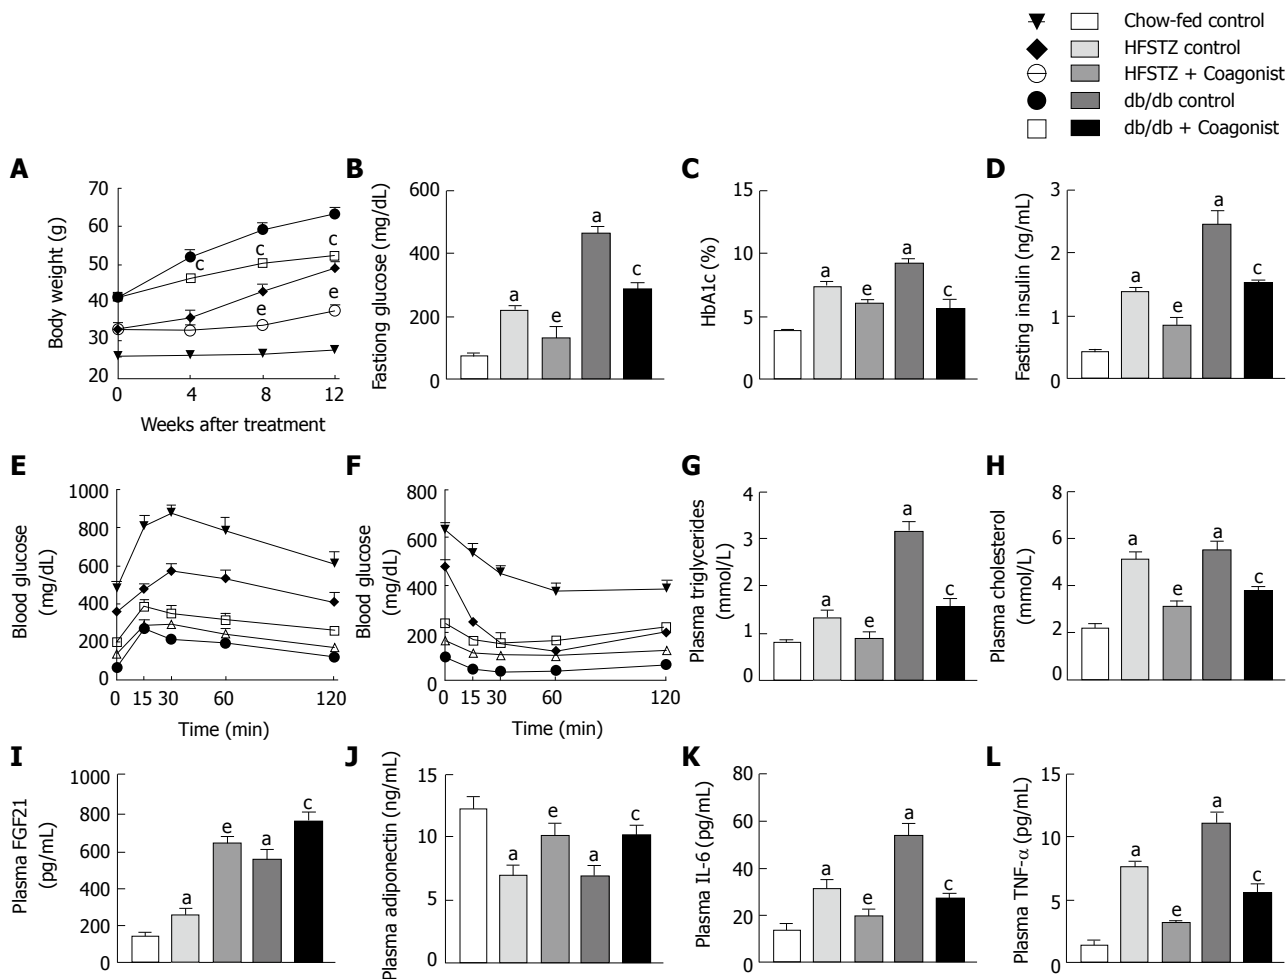 Chow-fed control
HFSTZ control
HFSTZ + Coagonist
db/db control
db/db + Coagonist
A
Body weight (g)
70
60
50
40
30
20
0 4 8 12
Weeks after treatment
c c c
e e
B
Fastiong glucose (mg/dL)
600
400
200
0
a e a c
C
HbA1c (%)
15
10
5
0
a e a c
D
Fasting insulin (ng/mL)
3
2
1
0
a e a c
E
Blood glucose
(mg/dL)
1000
800
600
400
200
0
0 15 30 60 120
Time (min)
F
Blood glucose
(mg/dL)
800
600
400
200
0
0 15 30 60 120
Time (min)
G
Plasma triglycerides
(mmol/L)
4
3
2
1
0
a e a c
H
Plasma cholesterol
(mmol/L)
8
6
4
2
0
a e a c
I
Plasma FGF21
(pg/mL)
1000
800
600
400
200
0
a e a c
J
Plasma adiponectin (ng/mL)
15
10
5
0
a e a c
K
Plasma IL-6 (pg/mL)
80
60
40
20
0
a e a c
L
Plasma TNF-α (pg/mL)
15
10
5
0
a e a c